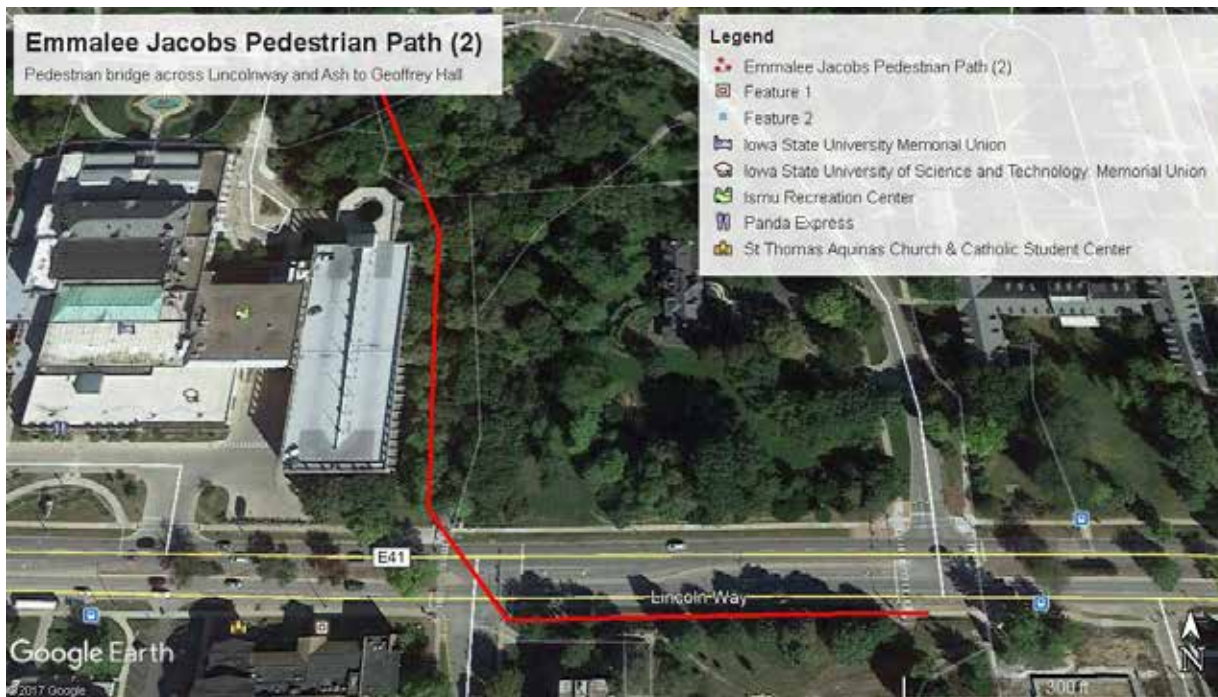 Emmalee Jacobs Pedestrian Path (2)
Pedestrian bridge across Lincolnway and Ash to Geoffrey Hall
Legend
Emmalee Jacobs Pedestrian Path (2)
Feature 1
Feature 2
Iowa State University Memorial Union
Iowa State University of Science and Technology: Memorial Union
Ismu Recreation Center
Panda Express
St Thomas Aquinas Church & Catholic Student Center
E41
Lincoln Way
Google Earth
© 2017 Google
N
300 ft